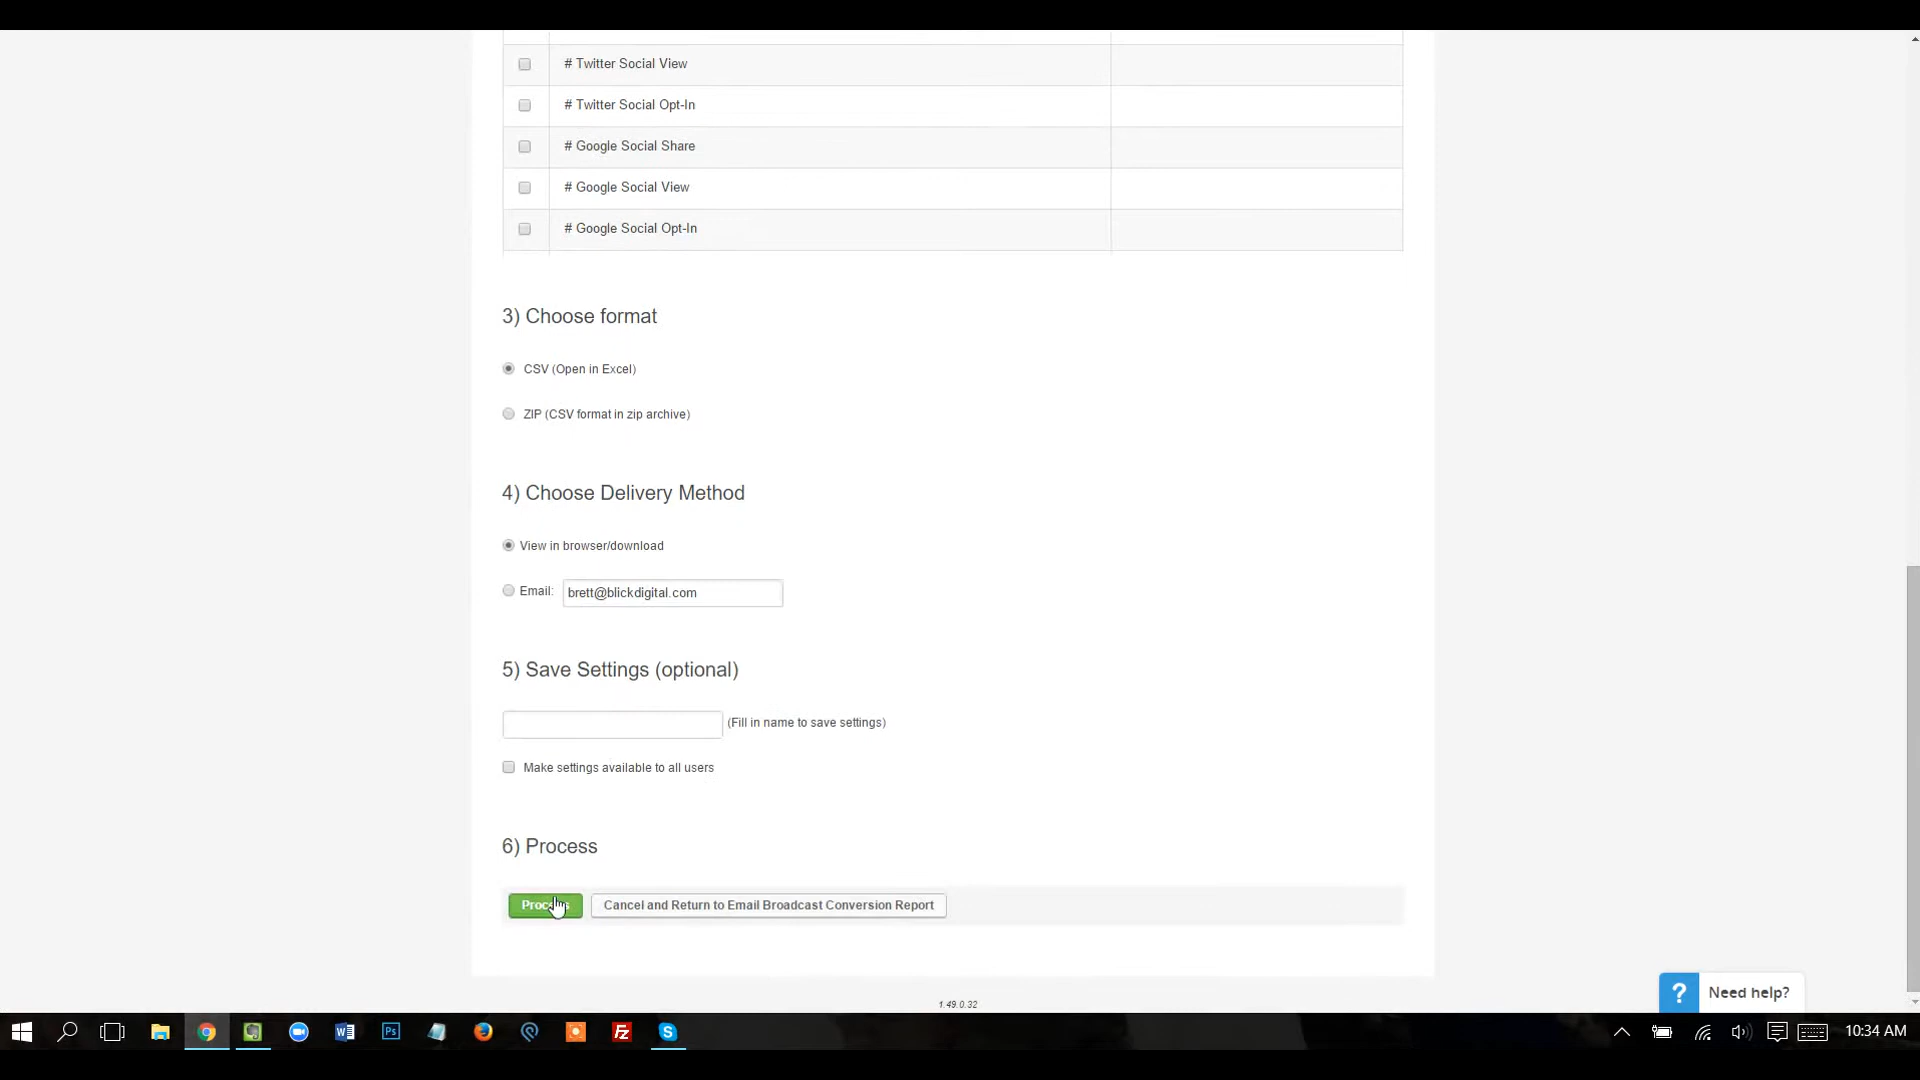 # Twitter Social View
# Twitter Social Opt-In
# Google Social Share
# Google Social View
# Google Social Opt-In
3) Choose format
CSV (Open in Excel)
ZIP (CSV format in zip archive)
4) Choose Delivery Method
View in browser/download
Email: brett@blickdigital.com
5) Save Settings (optional)
(Fill in name to save settings)
Make settings available to all users
6) Process
Process Cancel and Return to Email Broadcast Conversion Report
? Need help?
1.49.0.32
10:34 AM